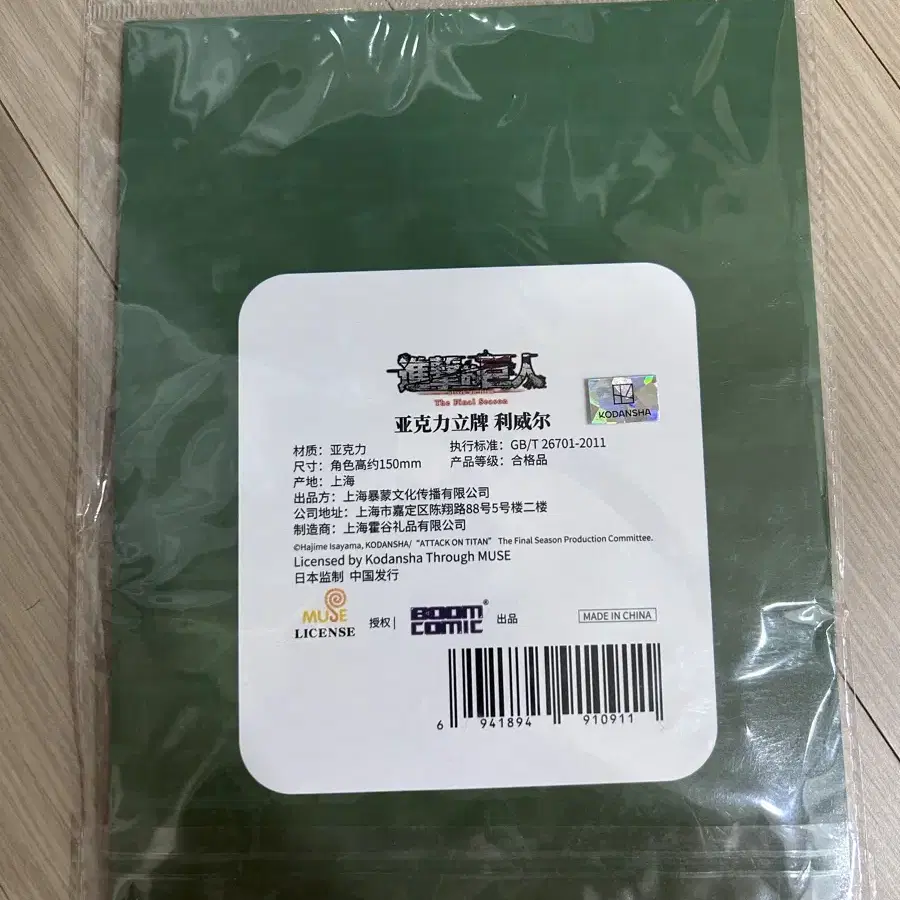 進撃の巨人
The Final Season
KODANSHA
亚克力立牌 利威尔
材质：亚克力 执行标准：GB/T 26701-2011
尺寸：角色高约150mm 产品等级：合格品
产地：上海
出品方：上海暴蒙文化传播有限公司
公司地址：上海市嘉定区陈翔路88号5号楼二楼
制造商：上海霍谷礼品有限公司
©Hajime Isayama, KODANSHA/ “ATTACK ON TITAN” The Final Season Production Committee.
Licensed by Kodansha Through MUSE
日本监制 中国发行
MUSE
LICENSE 授权| BOOM COMIC® 出品 MADE IN CHINA
6 941894 910911